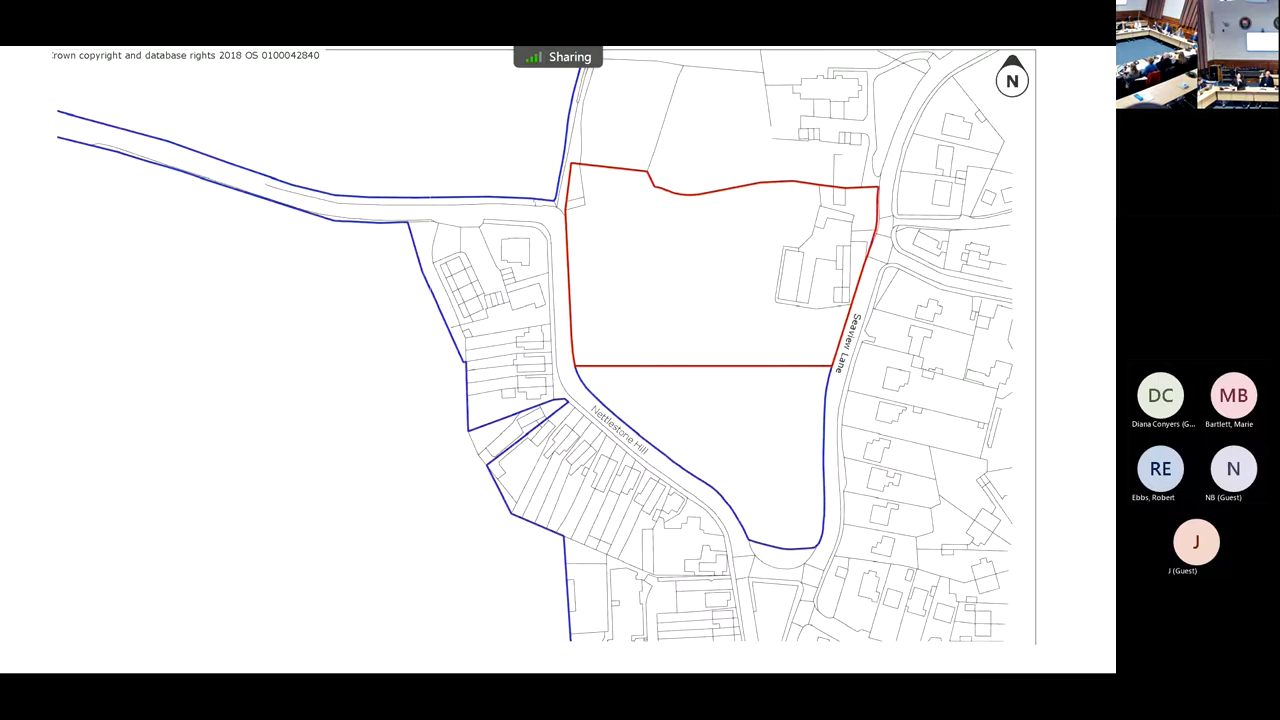 rown copyright and database rights 2018 OS 0100042840
Sharing
N
Seaview Lane
Nettlestone Hill
DC
MB
Diana Conyers (G...
Bartlett, Marie
RE
N
Ebbs, Robert
NB (Guest)
J
J (Guest)